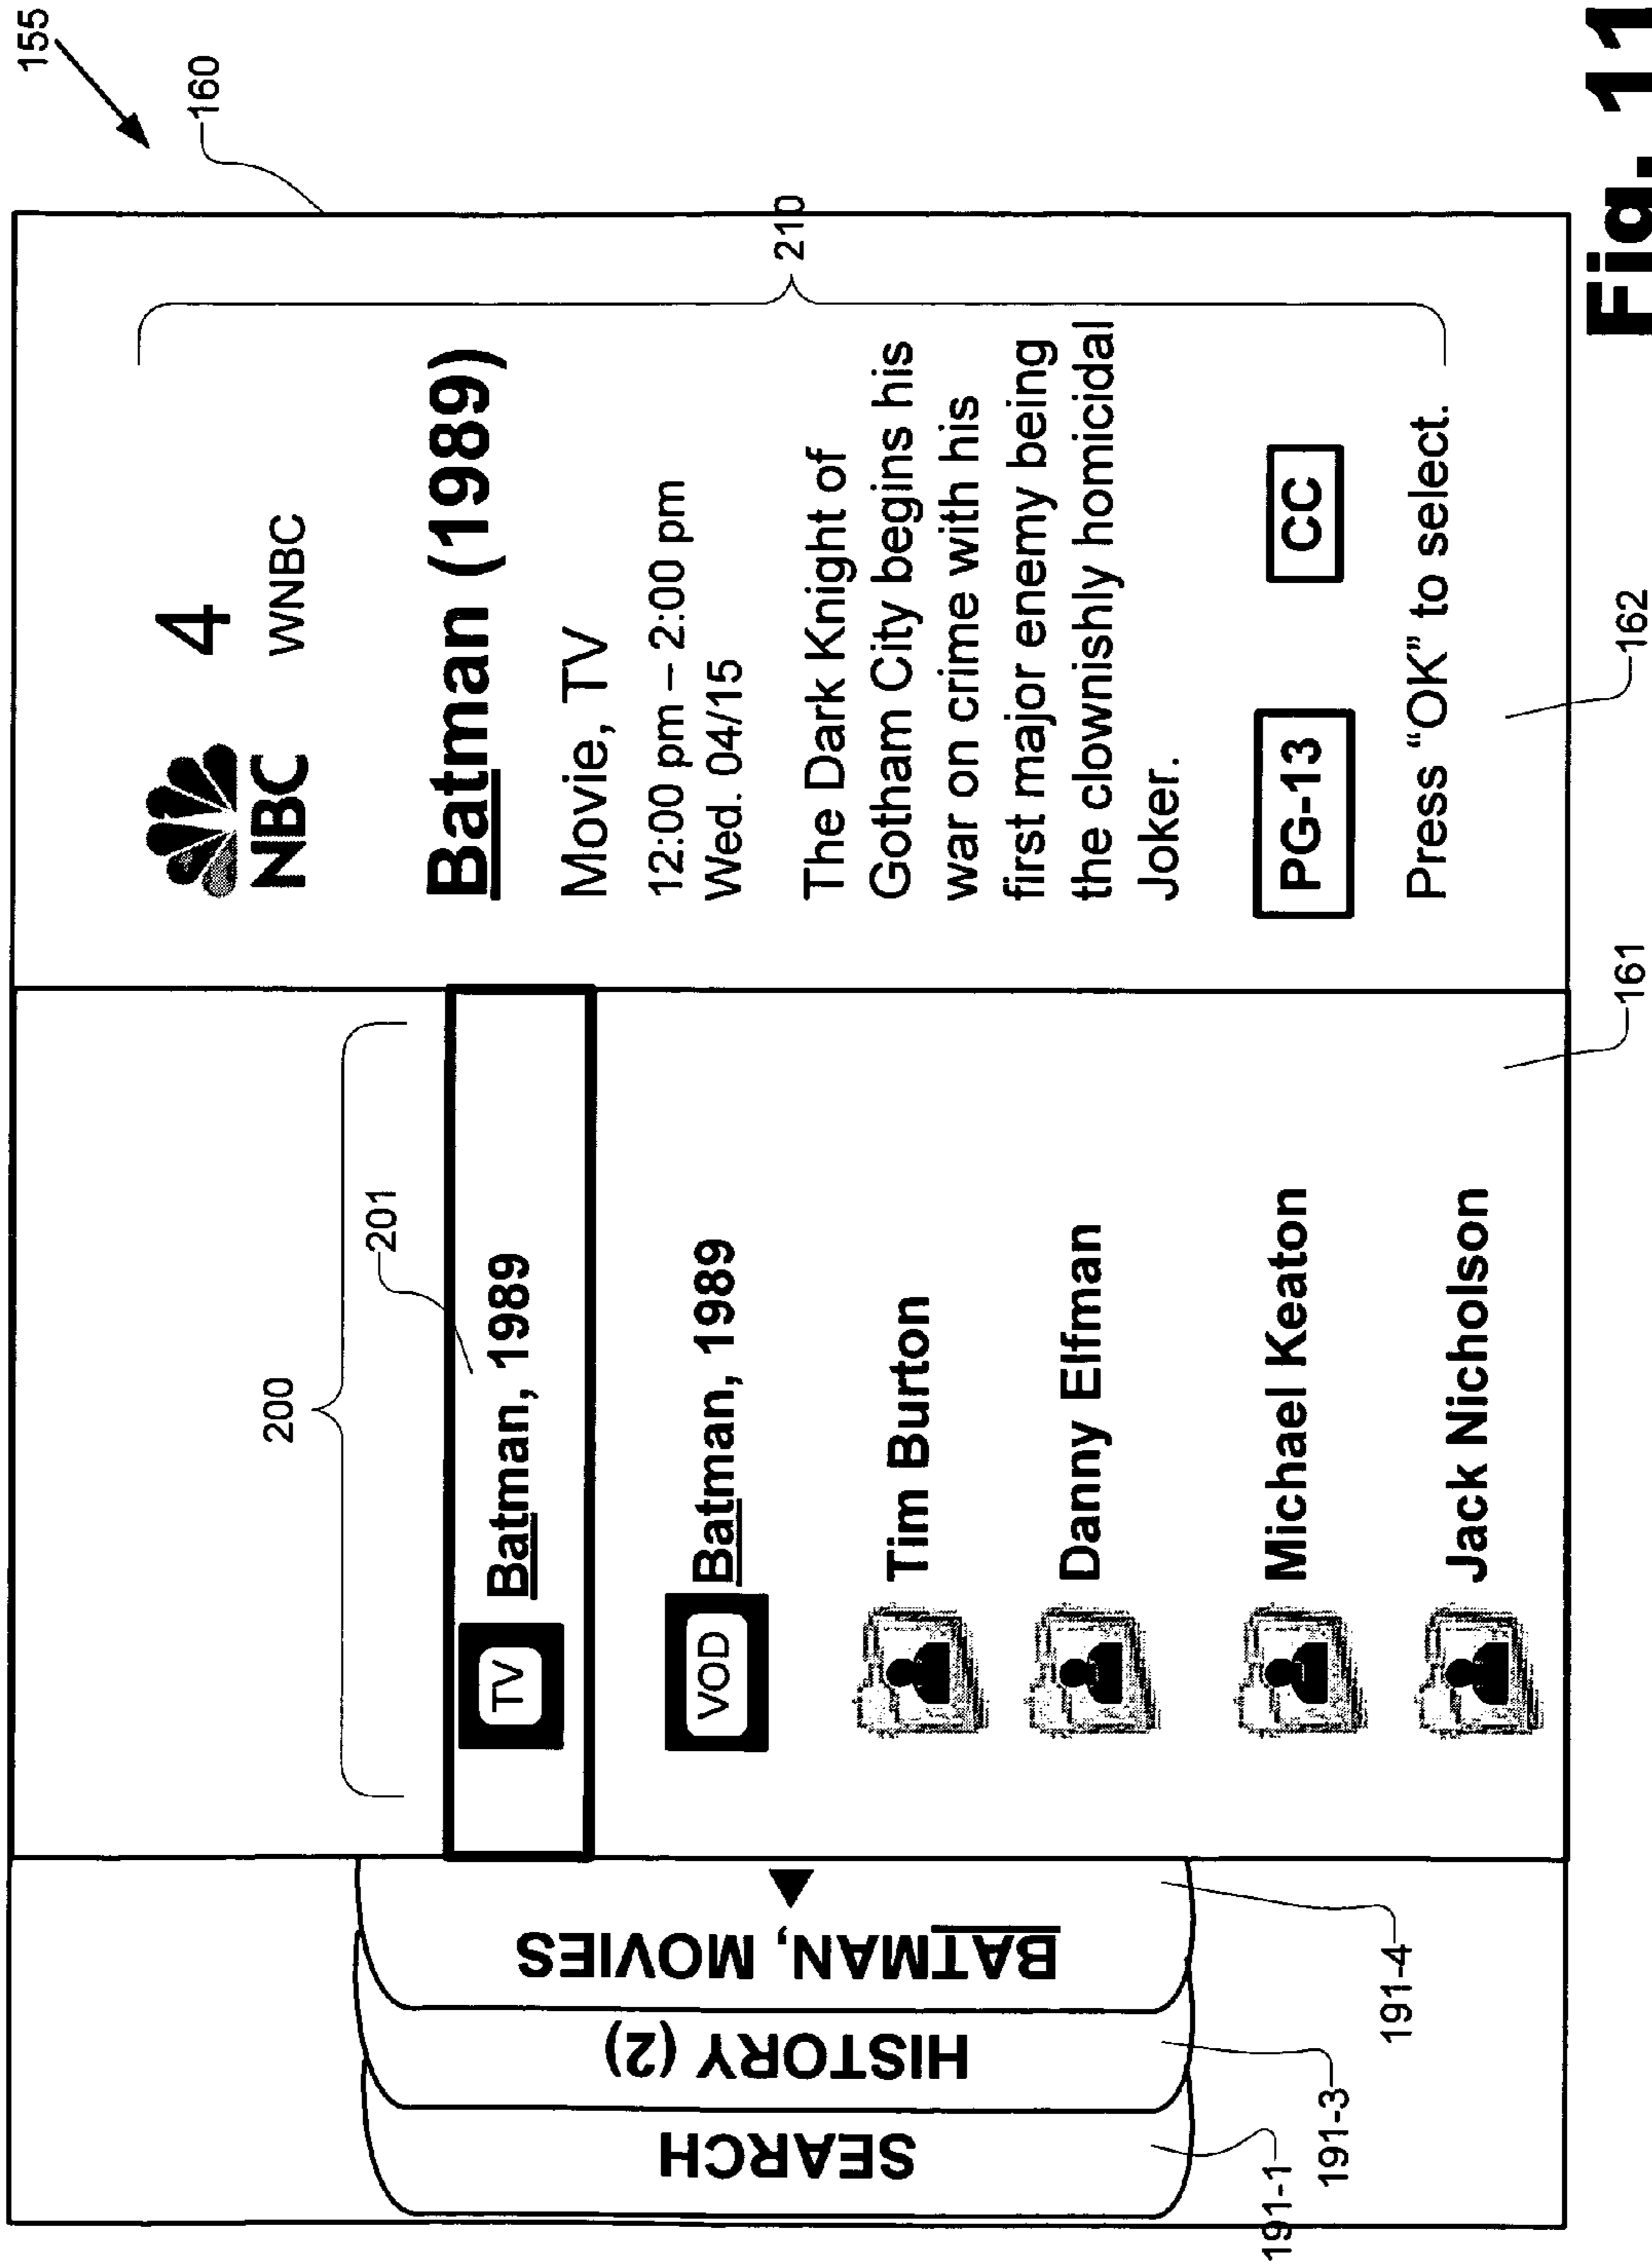 155
160
200
201
210
SEARCH
HISTORY (2)
BATMAN, MOVIES
TV Batman, 1989
VOD Batman, 1989
Tim Burton
Danny Elfman
Michael Keaton
Jack Nicholson
NBC 4
WNBC
Batman (1989)
Movie, TV
12:00 pm – 2:00 pm
Wed. 04/15
The Dark Knight of
Gotham City begins his
war on crime with his
first major enemy being
the clownishly homicidal
Joker.
PG-13 CC
Press “OK” to select.
191-1
191-3
191-4
161
162
Fig. 11